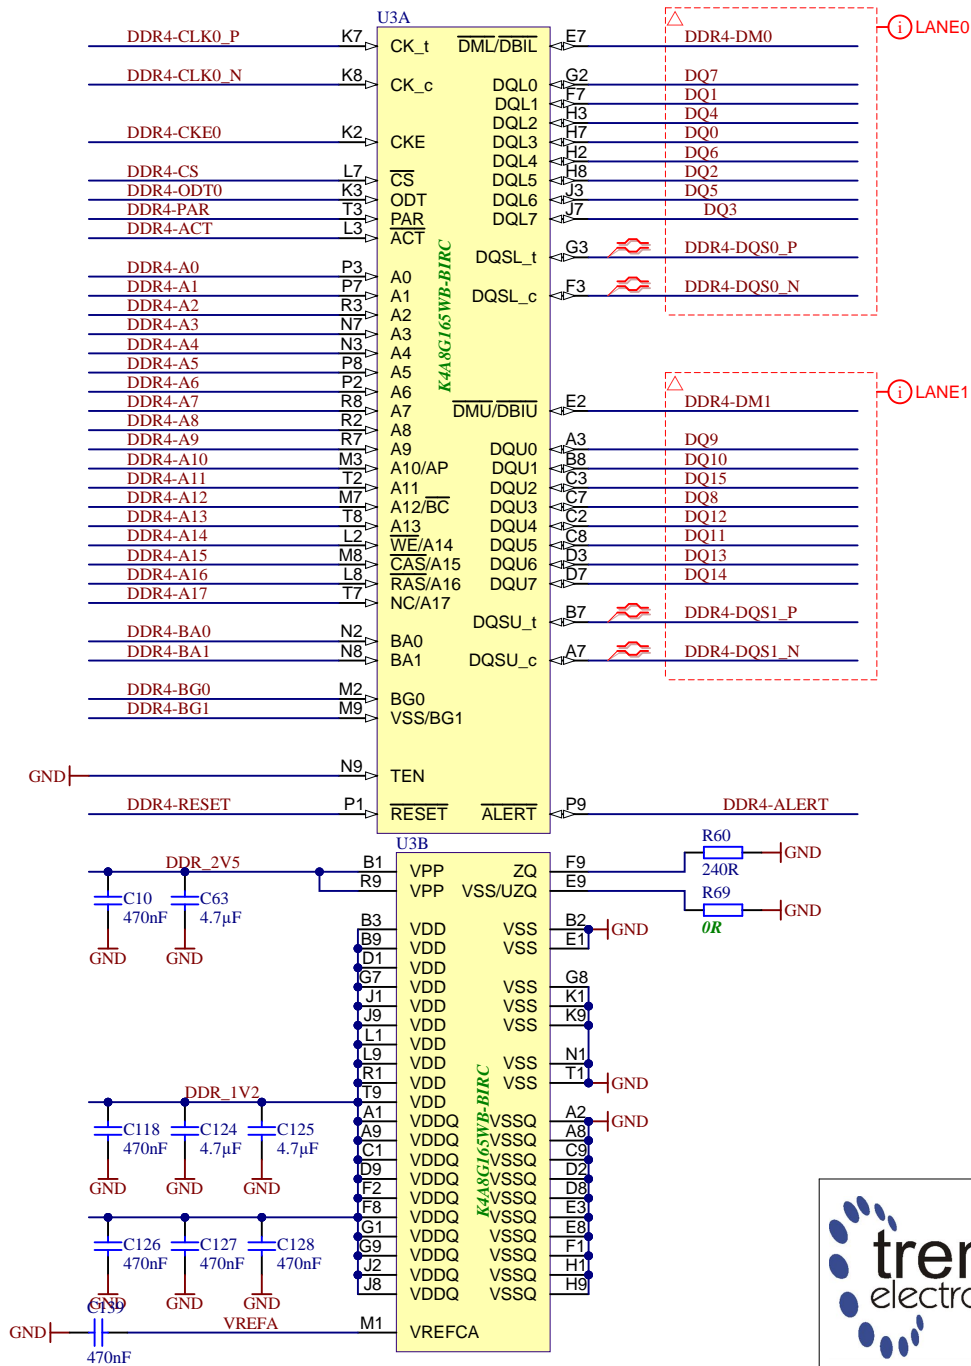 U3A
DDR4-CLK0_P K7 CK_t DML/DBIL E7 DDR4-DM0
LANE0
DDR4-CLK0_N K8 CK_c DQL0 G2 DQ7
DQL1 F7 DQ1
DQL2 H3 DQ4
DDR4-CKE0 K2 CKE DQL3 H7 DQ0
DQL4 H2 DQ6
DDR4-CS L7 CS DQL5 H8 DQ2
DDR4-ODT0 K3 ODT DQL6 J3 DQ5
DDR4-PAR T3 PAR DQL7 J7 DQ3
DDR4-ACT L3 ACT
DQSL_t G3 DDR4-DQS0_P
DDR4-A0 P3 A0
DDR4-A1 P7 A1 DQSL_c F3 DDR4-DQS0_N
DDR4-A2 R3 A2
DDR4-A3 N7 A3
DDR4-A4 N3 A4
DDR4-A5 P8 A5
DDR4-A6 P2 A6
K4A8G165WB-BIRC
LANE1
DDR4-A7 R8 A7 DMU/DBIU E2 DDR4-DM1
DDR4-A8 R2 A8
DDR4-A9 R7 A9 DQU0 A3 DQ9
DDR4-A10 M3 A10/AP DQU1 B8 DQ10
DDR4-A11 T2 A11 DQU2 C3 DQ15
DDR4-A12 M7 A12/BC DQU3 C7 DQ8
DDR4-A13 T8 A13 DQU4 C2 DQ12
DDR4-A14 L2 WE/A14 DQU5 C8 DQ11
DDR4-A15 M8 CAS/A15 DQU6 D3 DQ13
DDR4-A16 L8 RAS/A16 DQU7 D7 DQ14
DDR4-A17 T7 NC/A17
DQSU_t B7 DDR4-DQS1_P
DDR4-BA0 N2 BA0
DDR4-BA1 N8 BA1 DQSU_c A7 DDR4-DQS1_N
DDR4-BG0 M2 BG0
DDR4-BG1 M9 VSS/BG1
GND N9 TEN
DDR4-RESET P1 RESET ALERT P9 DDR4-ALERT
U3B
DDR_2V5 B1 VPP ZQ F9 R60 240R GND
R9 VPP VSS/UZQ E9 R69 0R GND
C10 470nF GND
C63 4.7µF GND
B3 VDD VSS B2 GND
B9 VDD VSS E1
D1 VDD
G7 VDD VSS G8
J1 VDD VSS K1
J9 VDD VSS K9
L1 VDD
L9 VDD VSS N1
R1 VDD VSS T1 GND
DDR_1V2 T9 VDD
K4A8G165WB-BIRC
A1 VDDQ VSSQ A2 GND
A9 VDDQ VSSQ A8
C1 VDDQ VSSQ C9
D9 VDDQ VSSQ D2
F2 VDDQ VSSQ D8
F8 VDDQ VSSQ E3
G1 VDDQ VSSQ E8
G9 VDDQ VSSQ F1
J2 VDDQ VSSQ H1
J8 VDDQ VSSQ H9
C118 470nF GND
C124 4.7µF GND
C125 4.7µF GND
C126 470nF GND
C127 470nF GND
C128 470nF GND
GND C139 470nF VREFA M1 VREFCA
tren
electro